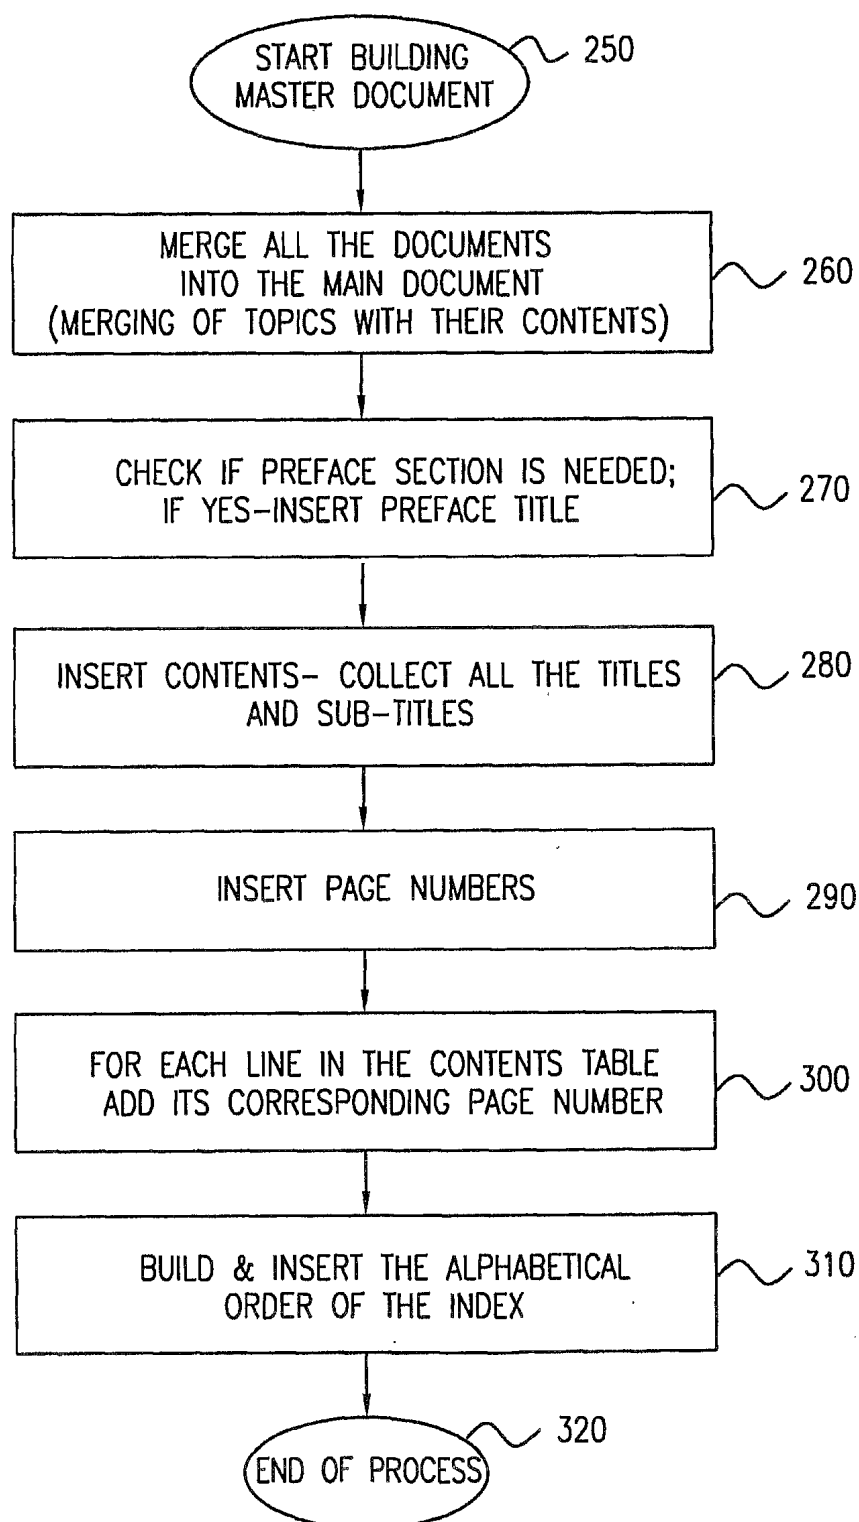 START BUILDING
MASTER DOCUMENT
250
MERGE ALL THE DOCUMENTS
INTO THE MAIN DOCUMENT
(MERGING OF TOPICS WITH THEIR CONTENTS)
260
CHECK IF PREFACE SECTION IS NEEDED;
IF YES-INSERT PREFACE TITLE
270
INSERT CONTENTS- COLLECT ALL THE TITLES
AND SUB-TITLES
280
INSERT PAGE NUMBERS
290
FOR EACH LINE IN THE CONTENTS TABLE
ADD ITS CORRESPONDING PAGE NUMBER
300
BUILD & INSERT THE ALPHABETICAL
ORDER OF THE INDEX
310
END OF PROCESS
320